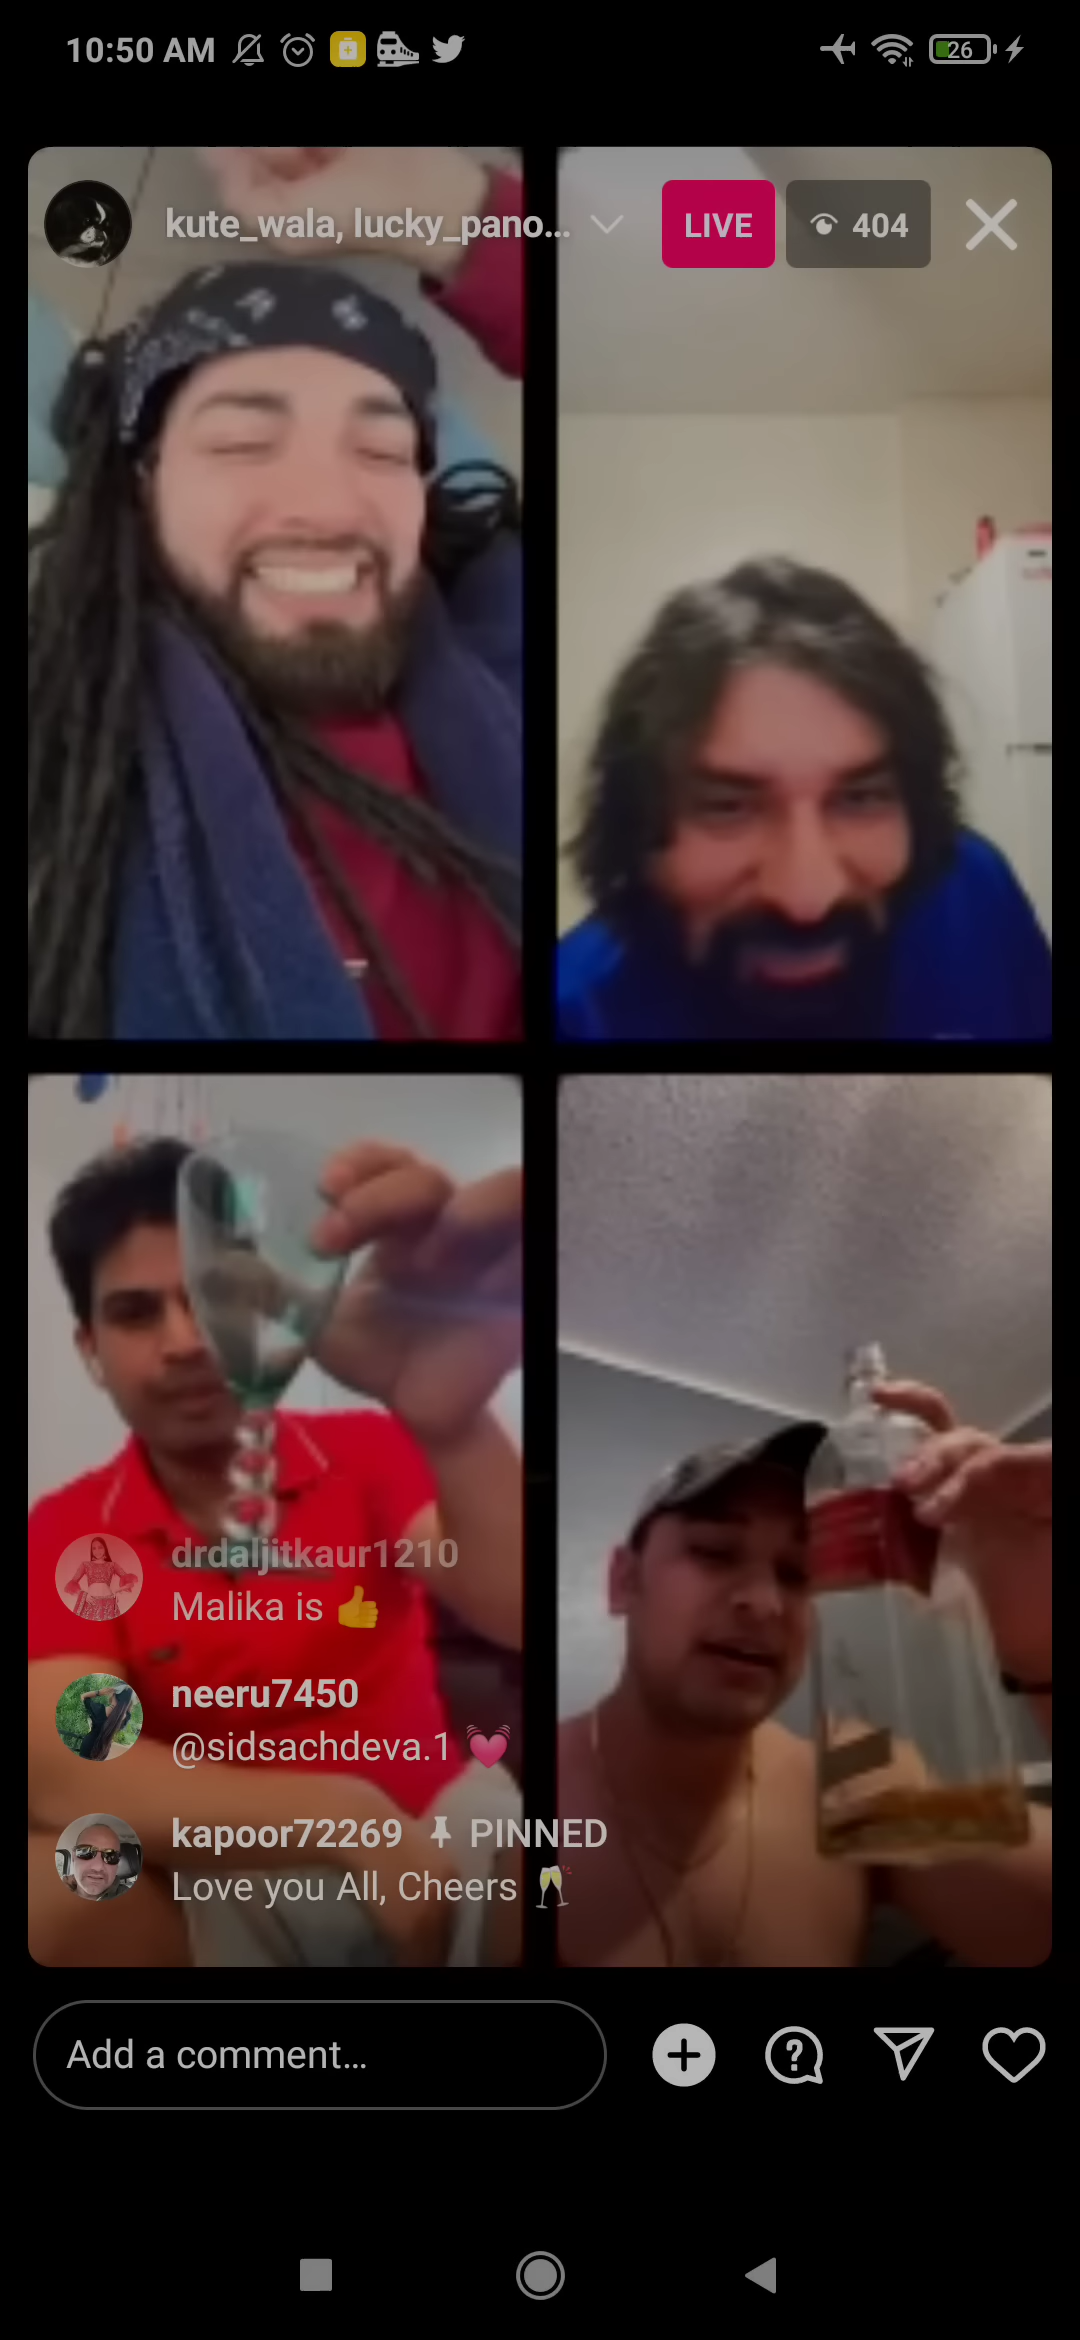 10:50 AM
26
kute_wala, lucky_pano...
LIVE
404
drdaljitkaur1210
Malika is 👍
neeru7450
@sidsachdeva.1 💓
kapoor72269 PINNED
Love you All, Cheers 🥂
Add a comment...